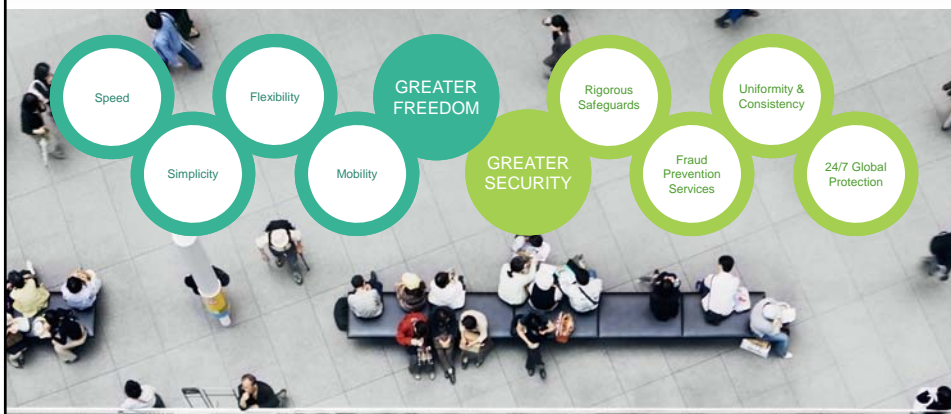 Speed
Simplicity
Flexibility
Mobility
GREATER
FREEDOM
GREATER
SECURITY
Rigorous
Safeguards
Fraud
Prevention
Services
Uniformity &
Consistency
24/7 Global
Protection